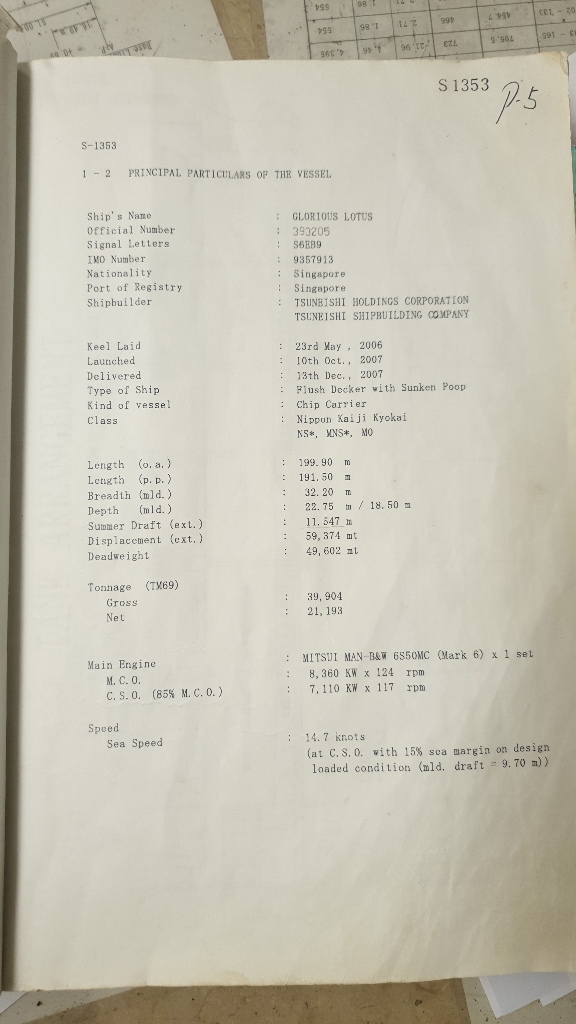 S1353
P-5
S-1353
1 - 2 PRINCIPAL PARTICULARS OF THE VESSEL
Ship's Name : GLORIOUS LOTUS
Official Number : 393205
Signal Letters : S6EB9
IMO Number : 9357913
Nationality : Singapore
Port of Registry : Singapore
Shipbuilder : TSUNEISHI HOLDINGS CORPORATION
TSUNEISHI SHIPBUILDING COMPANY
Keel Laid : 23rd May , 2006
Launched : 10th Oct., 2007
Delivered : 13th Dec., 2007
Type of Ship : Flush Decker with Sunken Poop
Kind of vessel : Chip Carrier
Class : Nippon Kaiji Kyokai
NS*, MNS*, MO
Length (o.a.) : 199.90 m
Length (p.p.) : 191.50 m
Breadth (mld.) : 32.20 m
Depth (mld.) : 22.75 m / 18.50 m
Summer Draft (ext.) : 11.547 m
Displacement (ext.) : 59,374 mt
Deadweight : 49,602 mt
Tonnage (TM69)
Gross : 39,904
Net : 21,193
Main Engine : MITSUI MAN-B&W 6S50MC (Mark 6) x 1 set
M.C.O. : 8,360 KW x 124 rpm
C.S.O. (85% M.C.O.) : 7,110 KW x 117 rpm
Speed
Sea Speed : 14.7 knots
(at C.S.O. with 15% sea margin on design
loaded condition (mld. draft = 9.70 m))